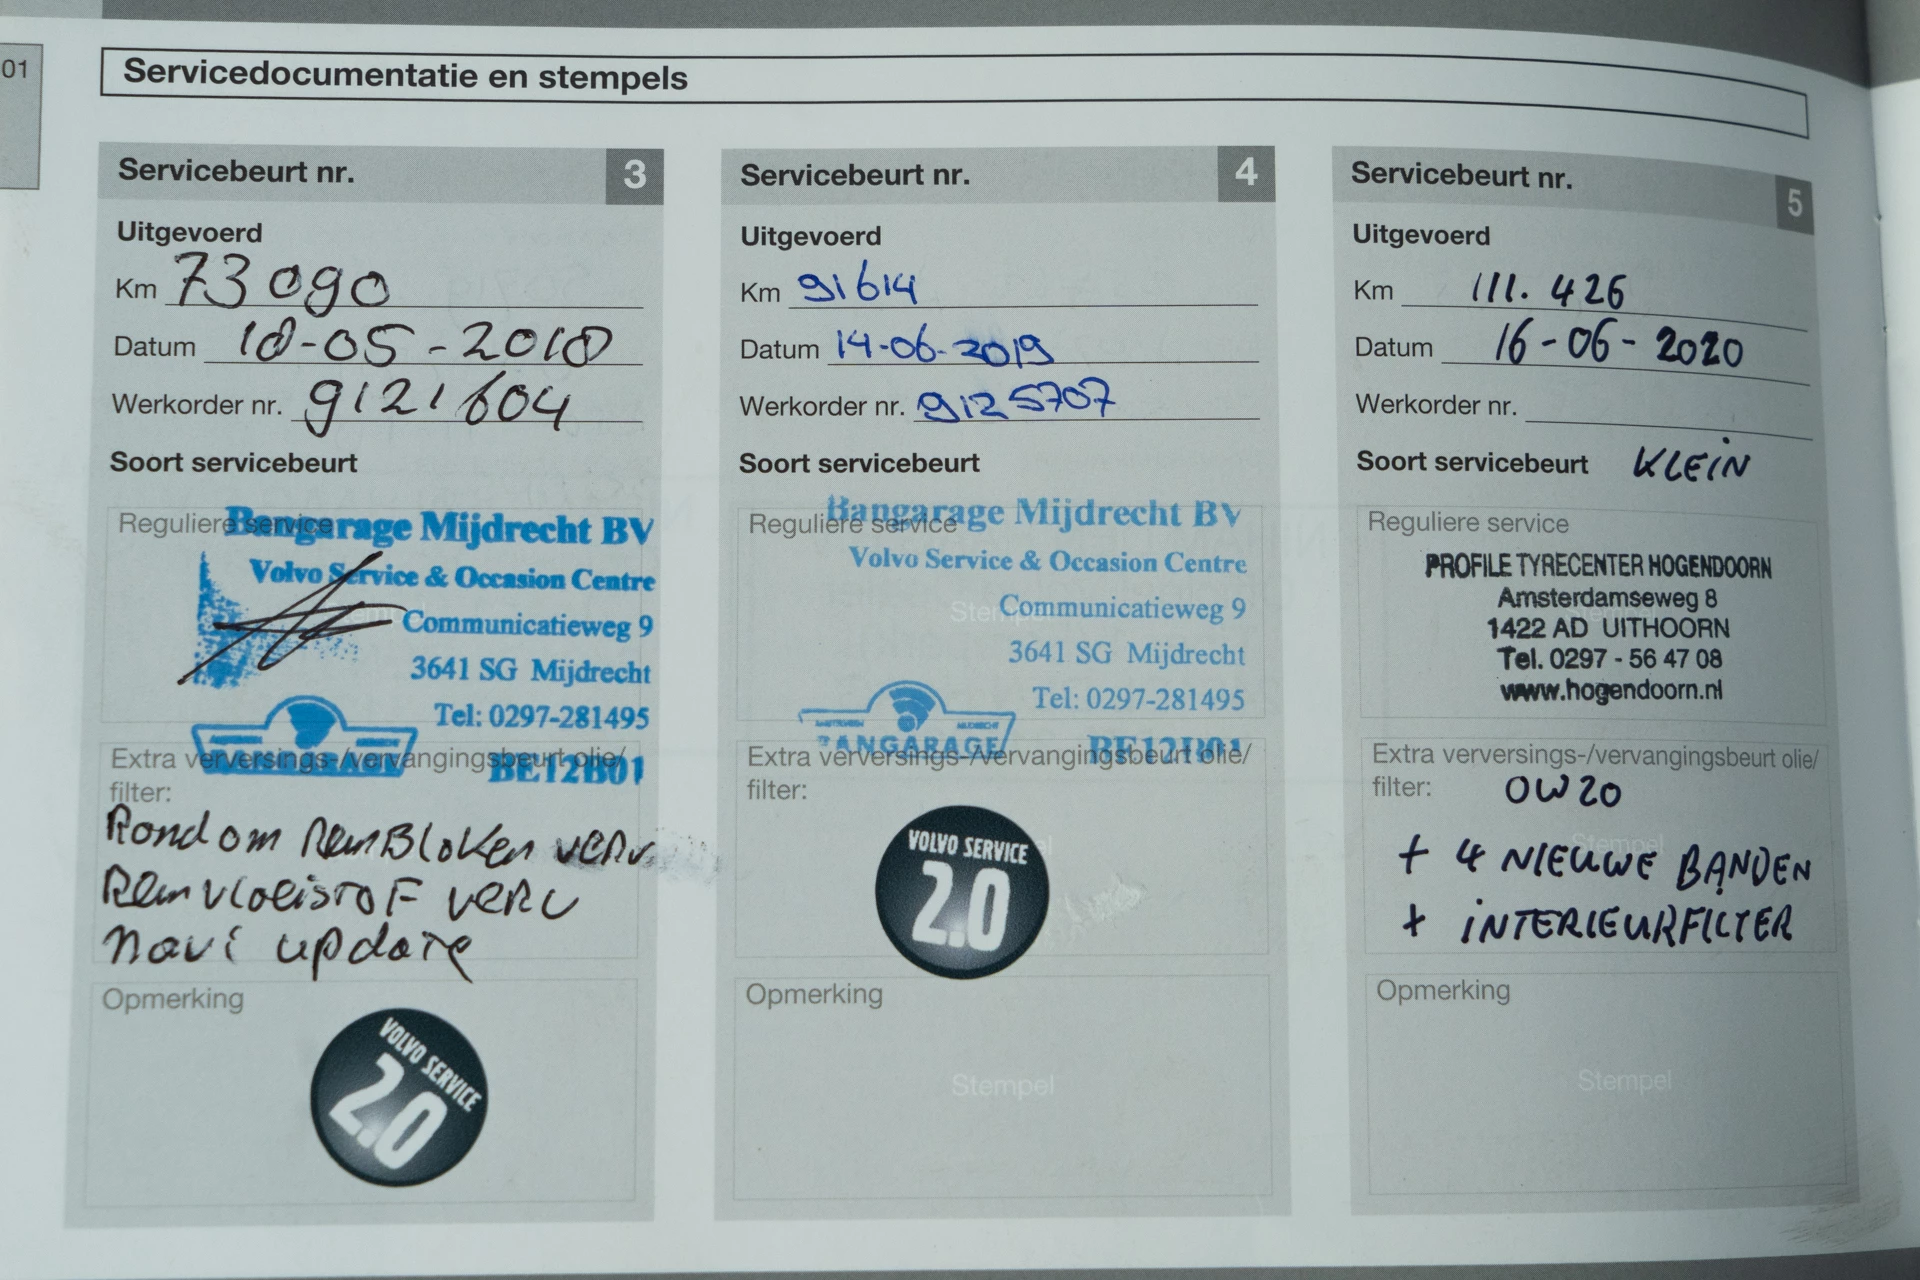 01
Servicedocumentatie en stempels
Servicebeurt nr. 3
Uitgevoerd
Km 73090
Datum 18-05-2018
Werkorder nr. 9121604
Soort servicebeurt
Reguliere service
Bangarage Mijdrecht BV
Volvo Service & Occasion Centre
Communicatieweg 9
3641 SG Mijdrecht
Tel: 0297-281495
BE12B01
Extra verversings-/vervangingsbeurt olie/
filter:
Rondom RemBloken verv
Remvloeistof verv
navi update
Opmerking
VOLVO SERVICE
2.0
Servicebeurt nr. 4
Uitgevoerd
Km 91614
Datum 14-06-2019
Werkorder nr. 9125707
Soort servicebeurt
Reguliere service
Bangarage Mijdrecht BV
Volvo Service & Occasion Centre
Stempel
Communicatieweg 9
3641 SG Mijdrecht
Tel: 0297-281495
MIJDRECHT
BANGARAGE
BE12B01
Extra verversings-/vervangingsbeurt olie/
filter:
VOLVO SERVICE
2.0
Opmerking
Stempel
Servicebeurt nr. 5
Uitgevoerd
Km 111.426
Datum 16-06-2020
Werkorder nr.
Soort servicebeurt KLEIN
Reguliere service
PROFILE TYRECENTER HOGENDOORN
Amsterdamseweg 8
Stempel
1422 AD UITHOORN
Tel. 0297 - 56 47 08
www.hogendoorn.nl
Extra verversings-/vervangingsbeurt olie/
filter: 0W20
Stempel
+ 4 NIEUWE BANDEN
+ INTERIEURFILTER
Opmerking
Stempel